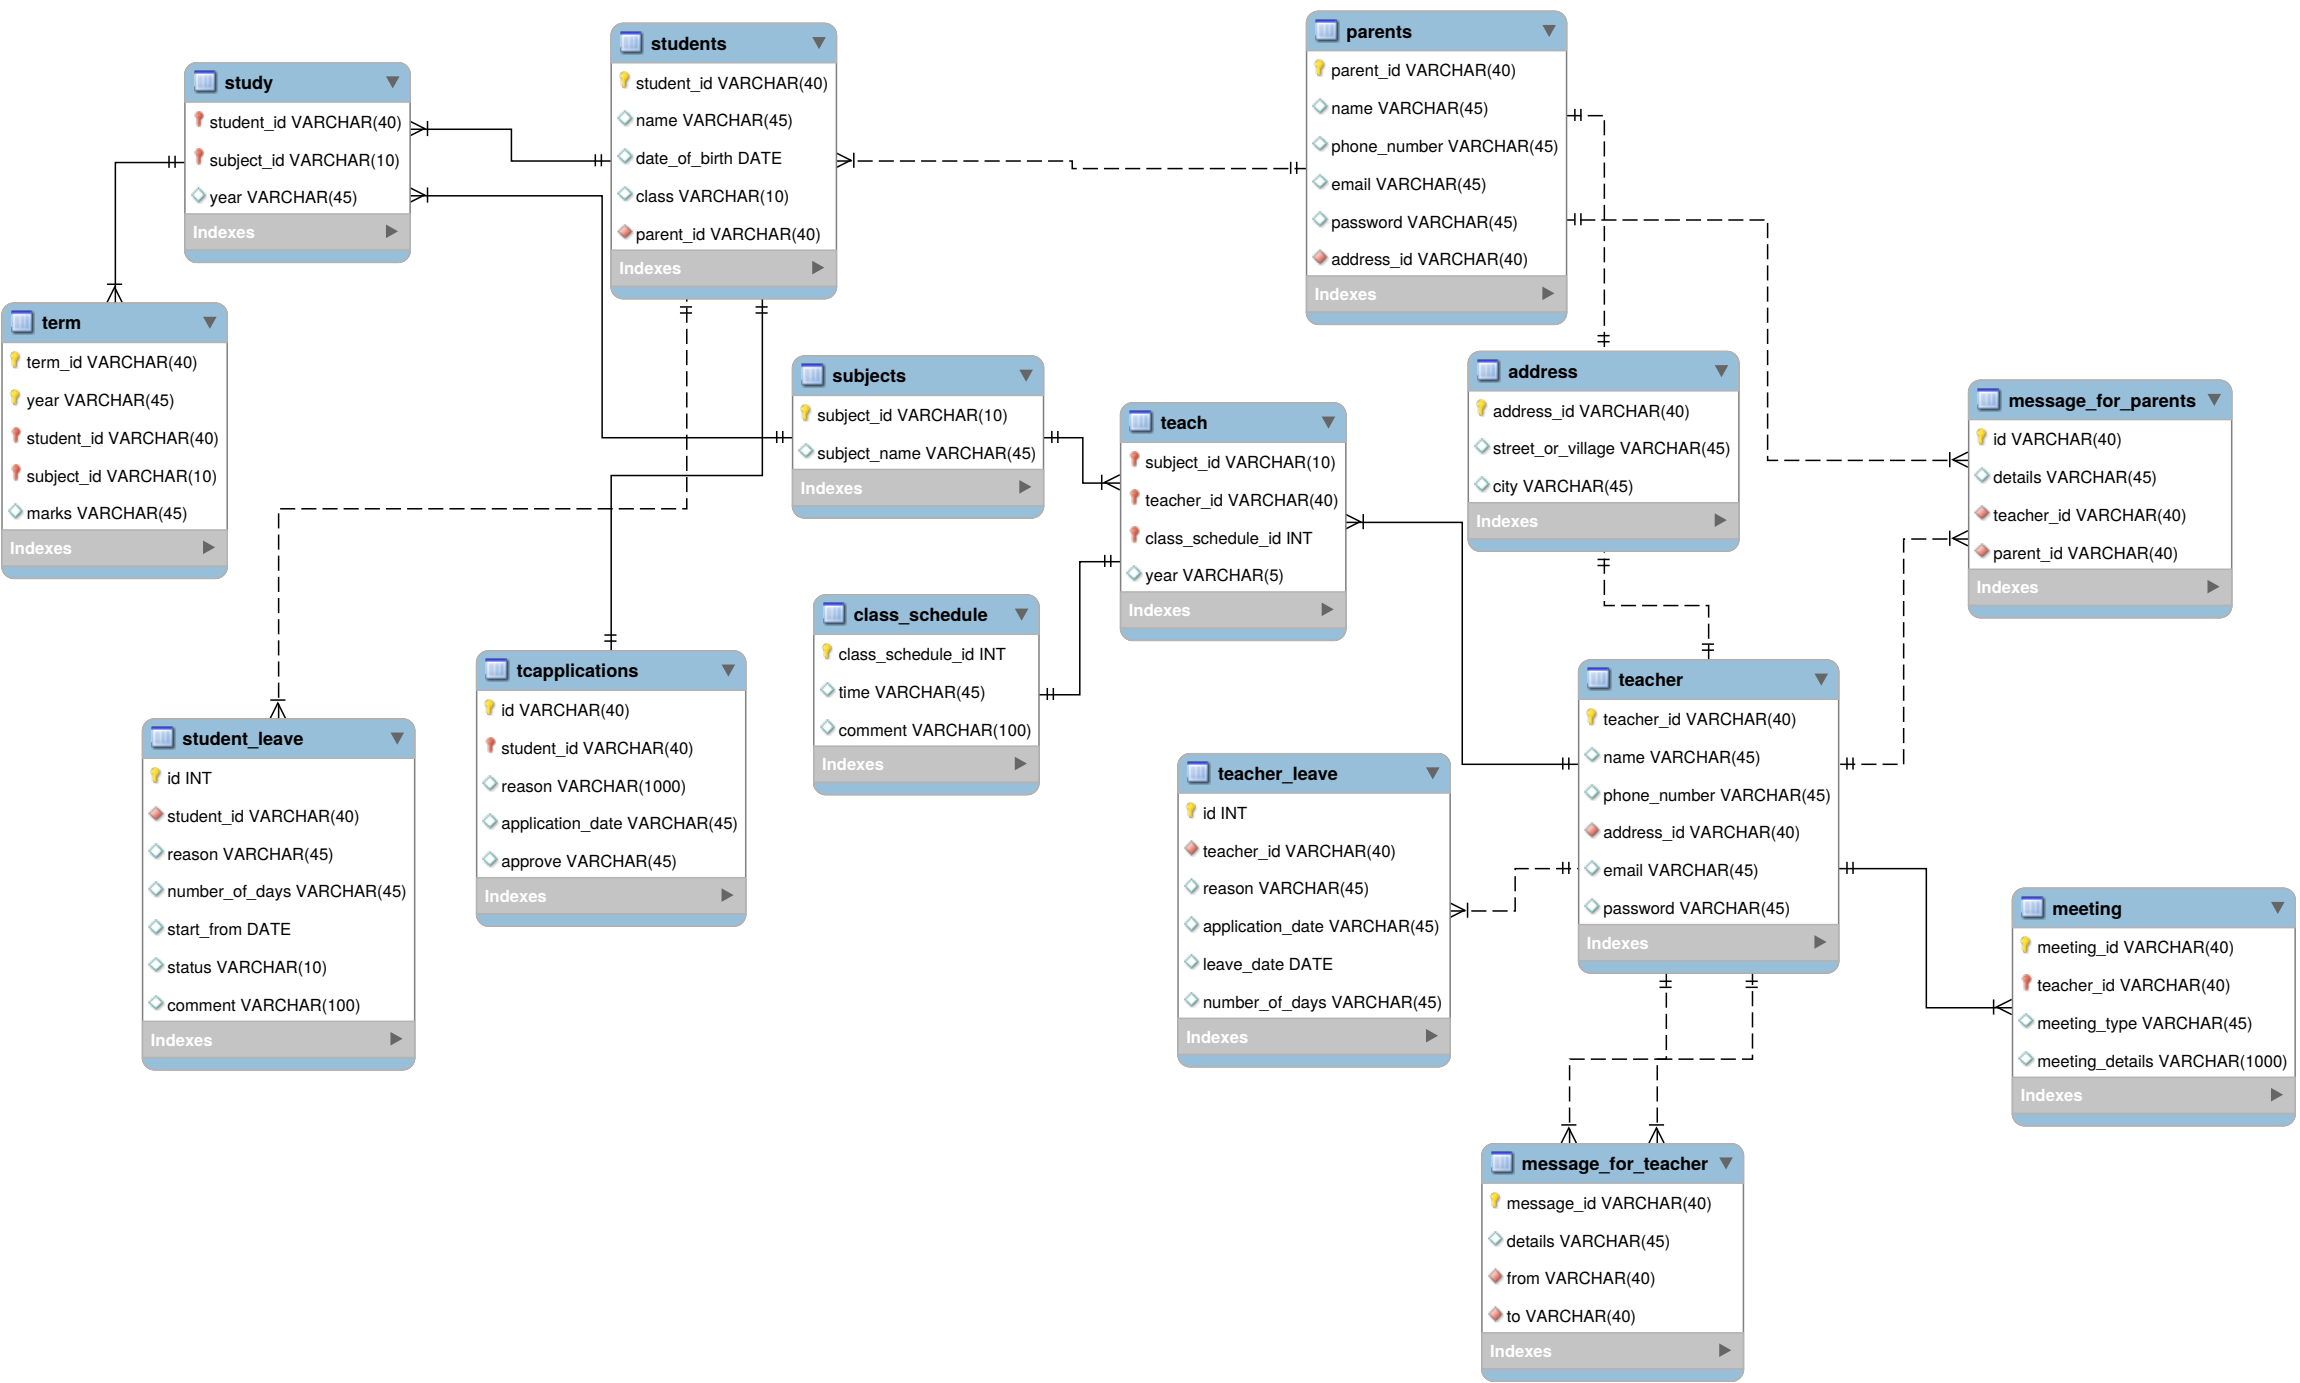 study
student_id VARCHAR(40)
subject_id VARCHAR(10)
year VARCHAR(45)
Indexes
students
student_id VARCHAR(40)
name VARCHAR(45)
date_of_birth DATE
class VARCHAR(10)
parent_id VARCHAR(40)
Indexes
parents
parent_id VARCHAR(40)
name VARCHAR(45)
phone_number VARCHAR(45)
email VARCHAR(45)
password VARCHAR(45)
address_id VARCHAR(40)
Indexes
term
term_id VARCHAR(40)
year VARCHAR(45)
student_id VARCHAR(40)
subject_id VARCHAR(10)
marks VARCHAR(45)
Indexes
subjects
subject_id VARCHAR(10)
subject_name VARCHAR(45)
Indexes
teach
subject_id VARCHAR(10)
teacher_id VARCHAR(40)
class_schedule_id INT
year VARCHAR(5)
Indexes
address
address_id VARCHAR(40)
street_or_village VARCHAR(45)
city VARCHAR(45)
Indexes
message_for_parents
id VARCHAR(40)
details VARCHAR(45)
teacher_id VARCHAR(40)
parent_id VARCHAR(40)
Indexes
class_schedule
class_schedule_id INT
time VARCHAR(45)
comment VARCHAR(100)
Indexes
tcapplications
id VARCHAR(40)
student_id VARCHAR(40)
reason VARCHAR(1000)
application_date VARCHAR(45)
approve VARCHAR(45)
Indexes
student_leave
id INT
student_id VARCHAR(40)
reason VARCHAR(45)
number_of_days VARCHAR(45)
start_from DATE
status VARCHAR(10)
comment VARCHAR(100)
Indexes
teacher_leave
id INT
teacher_id VARCHAR(40)
reason VARCHAR(45)
application_date VARCHAR(45)
leave_date DATE
number_of_days VARCHAR(45)
Indexes
teacher
teacher_id VARCHAR(40)
name VARCHAR(45)
phone_number VARCHAR(45)
address_id VARCHAR(40)
email VARCHAR(45)
password VARCHAR(45)
Indexes
meeting
meeting_id VARCHAR(40)
teacher_id VARCHAR(40)
meeting_type VARCHAR(45)
meeting_details VARCHAR(1000)
Indexes
message_for_teacher
message_id VARCHAR(40)
details VARCHAR(45)
from VARCHAR(40)
to VARCHAR(40)
Indexes